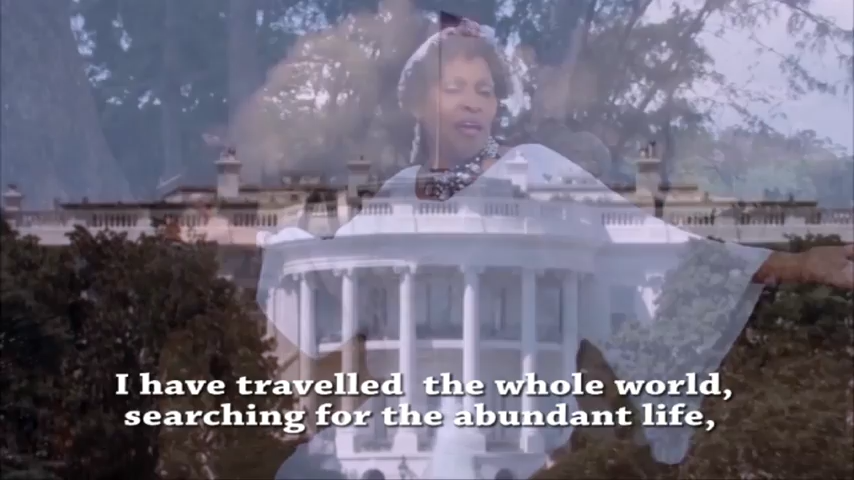 I have travelled  the whole world,
searching for the abundant life,